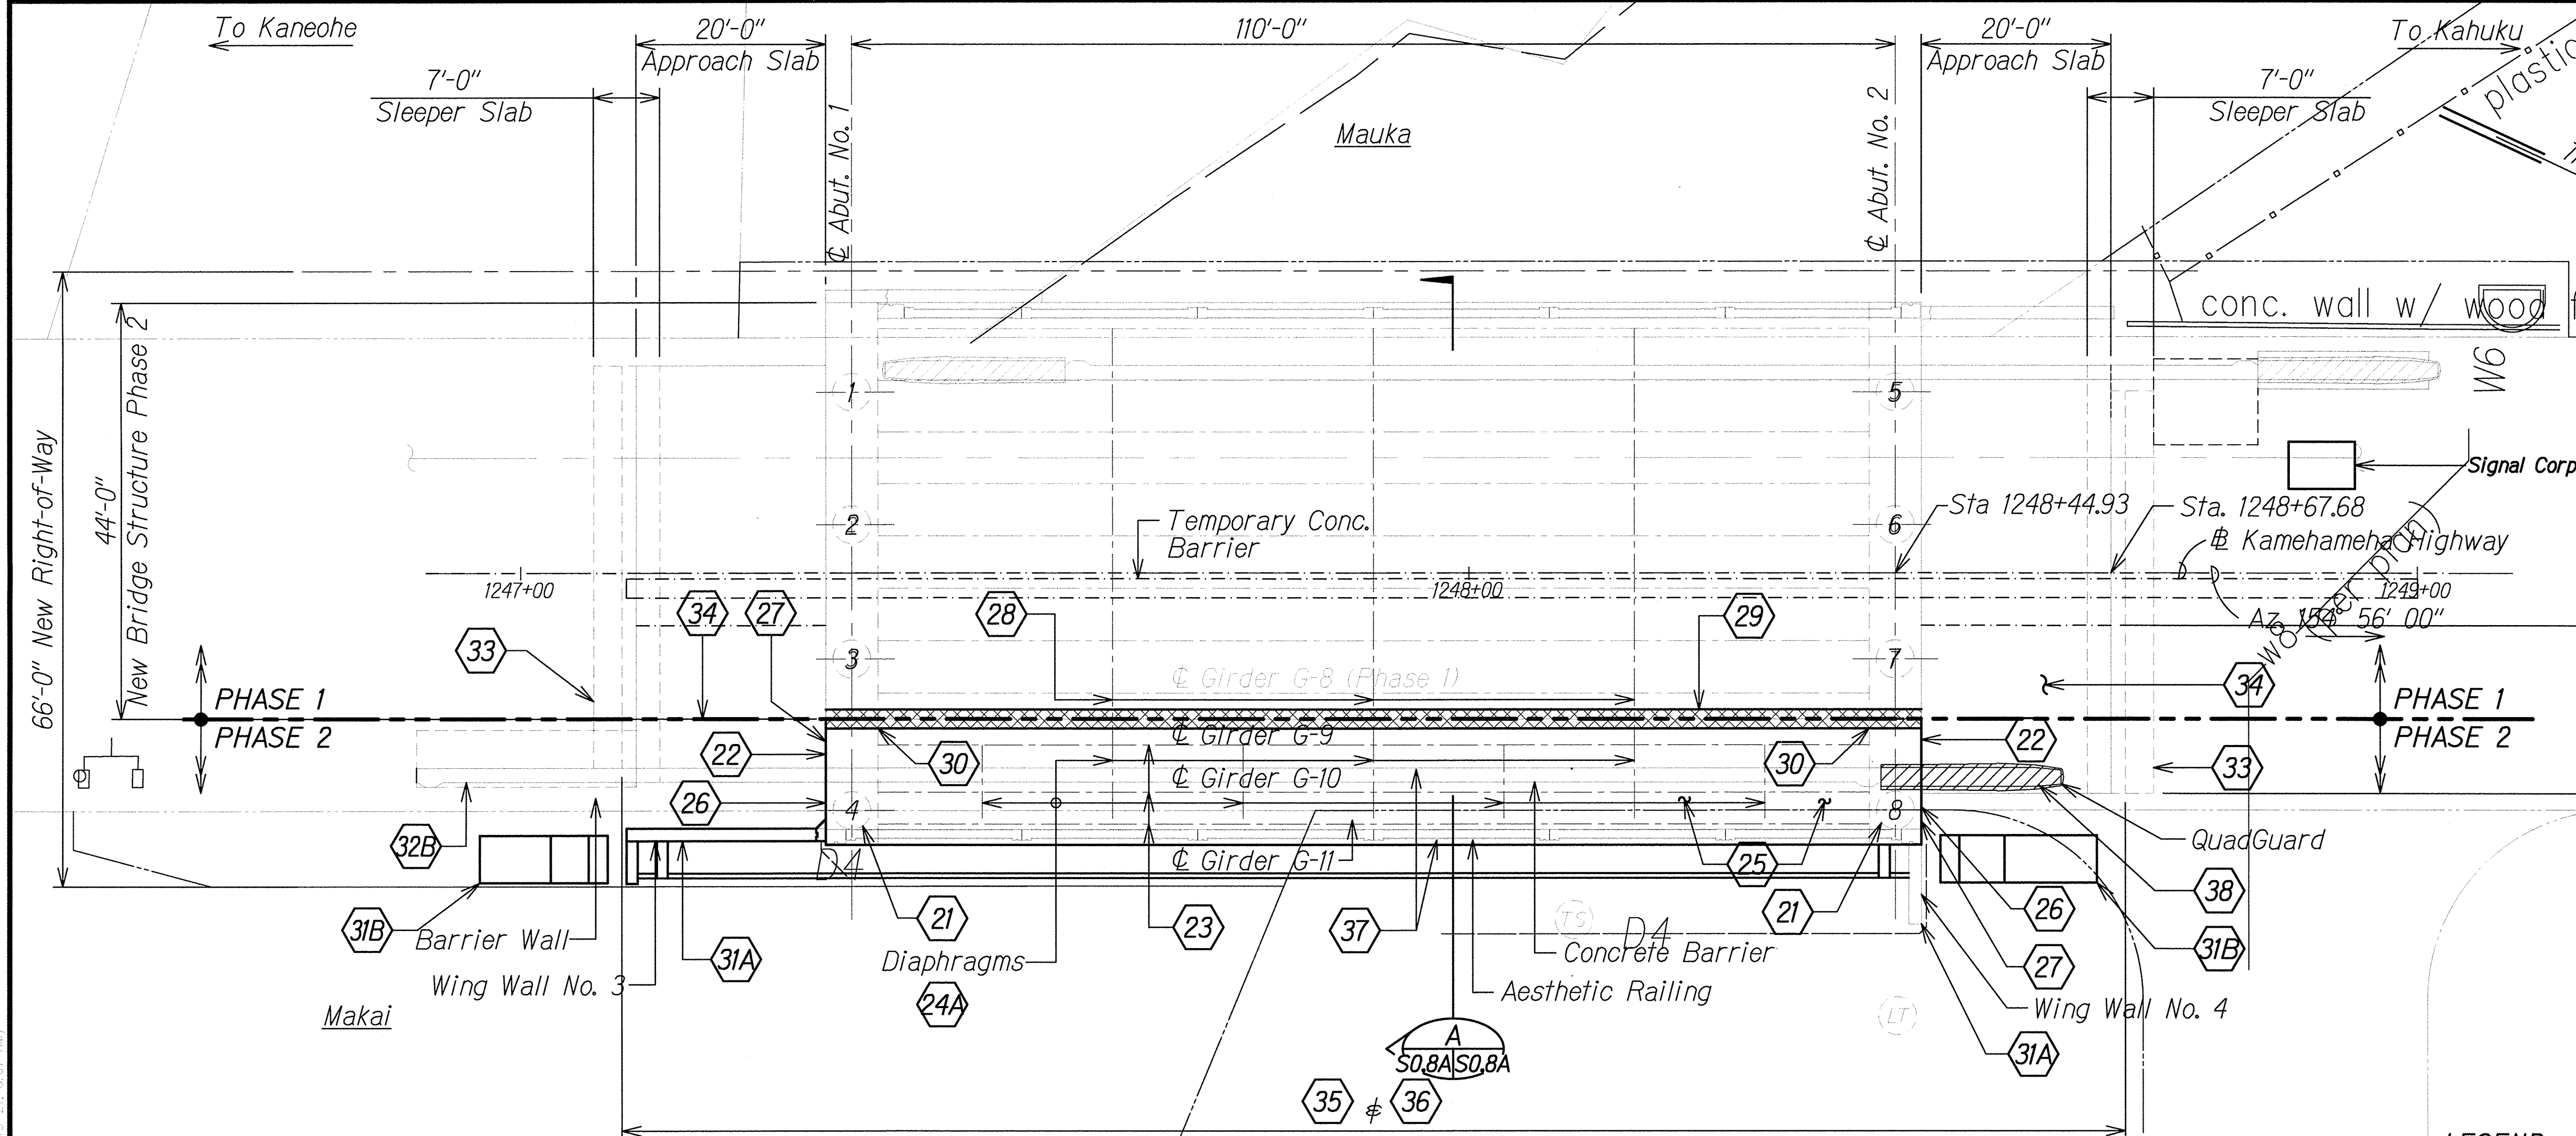 To Kaneohe
20'-0"
Approach Slab
110'-0"
20'-0"
Approach Slab
To Kahuku
7'-0"
Sleeper Slab
7'-0"
Sleeper Slab
plastic
℄ Abut. No. 1
℄ Abut. No. 2
Mauka
conc. wall w/ wood f
W6
66'-0" New Right-of-Way
44'-0"
New Bridge Structure Phase 2
1
5
2
6
Signal Corp
Temporary Conc.
Barrier
Sta 1248+44.93
Sta. 1248+67.68
℄ Kamehameha Highway
(per plan)
1247+00
1248+00
1249+00
Az. 154° 56' 00"
W8
34
27
28
29
33
3
7
℄ Girder G-8 (Phase 1)
34
PHASE 1
PHASE 2
PHASE 1
PHASE 2
22
30
℄ Girder G-9
30
22
℄ Girder G-10
33
26
4
8
32B
D4
℄ Girder G-11
25
QuadGuard
38
31B
Barrier Wall
21
23
37
TS
D4
21
26
31B
31A
Diaphragms
Concrete Barrier
27
Wing Wall No. 3
24A
Aesthetic Railing
Wing Wall No. 4
Makai
LT
A
S0.8A S0.8A
31A
35 & 36
LEGEND